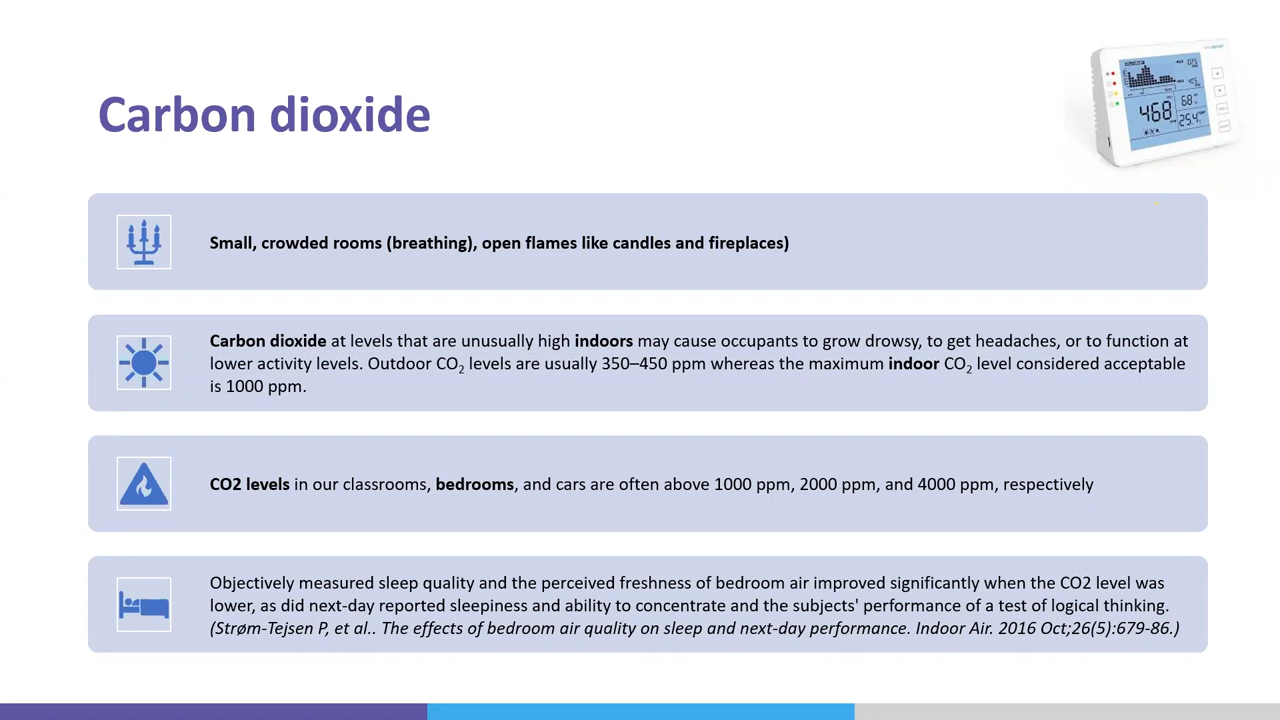 Carbon dioxide
468
68
25.4
Small, crowded rooms (breathing), open flames like candles and fireplaces)
Carbon dioxide at levels that are unusually high indoors may cause occupants to grow drowsy, to get headaches, or to function at
lower activity levels. Outdoor CO₂ levels are usually 350–450 ppm whereas the maximum indoor CO₂ level considered acceptable
is 1000 ppm.
CO2 levels in our classrooms, bedrooms, and cars are often above 1000 ppm, 2000 ppm, and 4000 ppm, respectively
Objectively measured sleep quality and the perceived freshness of bedroom air improved significantly when the CO2 level was
lower, as did next-day reported sleepiness and ability to concentrate and the subjects' performance of a test of logical thinking.
(Strøm-Tejsen P, et al.. The effects of bedroom air quality on sleep and next-day performance. Indoor Air. 2016 Oct;26(5):679-86.)